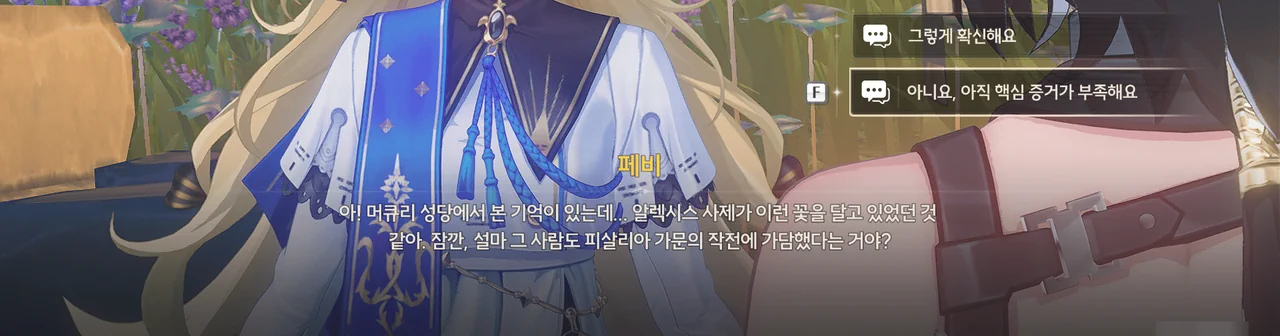 그렇게 확신해요
F
아니요, 아직 핵심 증거가 부족해요
페비
아! 머큐리 성당에서 본 기억이 있는데... 알렉시스 사제가 이런 꽃을 달고 있었던 것
같아. 잠깐, 설마 그 사람도 피살리아 가문의 작전에 가담했다는 거야?